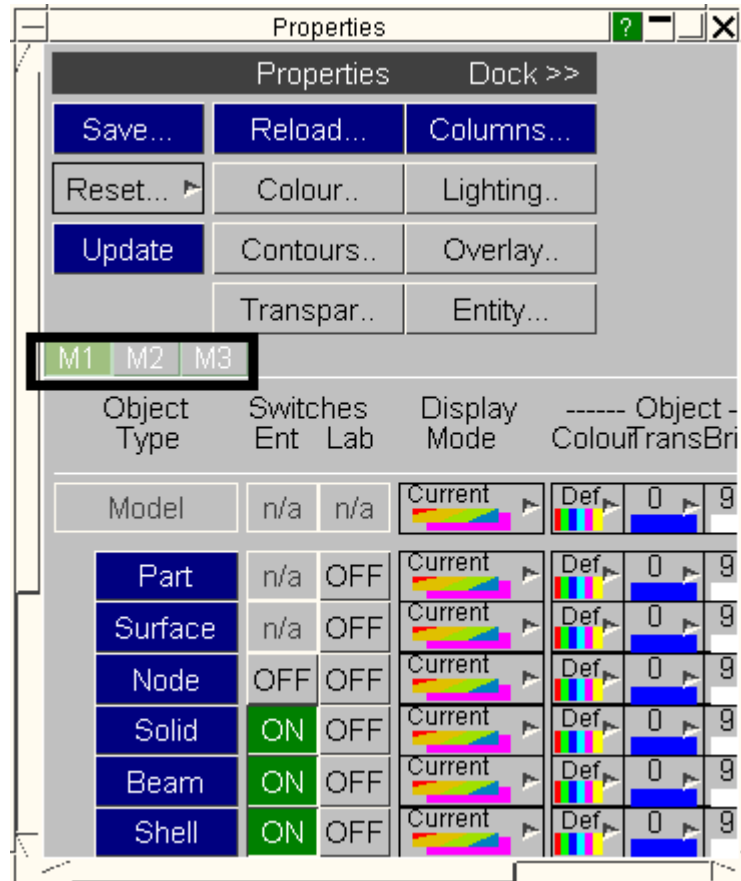 Properties ?
Properties Dock >>
Save... Reload... Columns...
Reset... Colour.. Lighting..
Update Contours.. Overlay..
Transpar.. Entity...
M1 M2 M3
Object Switches Display ------ Object -
Type Ent Lab Mode Colour Trans Bri
Model n/a n/a Current Def 0 9
Part n/a OFF Current Def 0 9
Surface n/a OFF Current Def 0 9
Node OFF OFF Current Def 0 9
Solid ON OFF Current Def 0 9
Beam ON OFF Current Def 0 9
Shell ON OFF Current Def 0 9